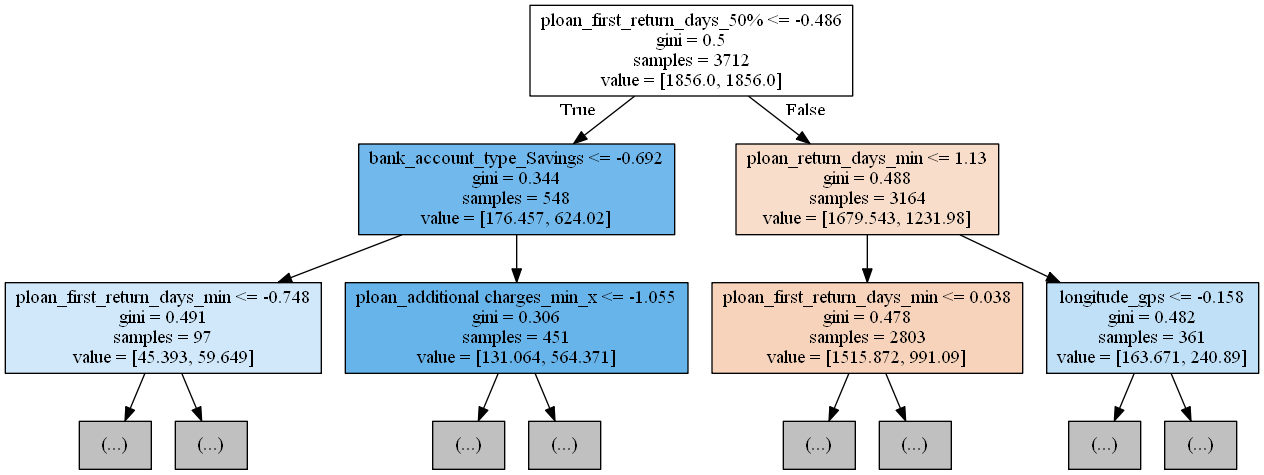 ploan_first_return_days_50% <= -0.486
gini = 0.5
samples = 3712
value = [1856.0, 1856.0]
True
False
bank_account_type_Savings <= -0.692
gini = 0.344
samples = 548
value = [176.457, 624.02]
ploan_return_days_min <= 1.13
gini = 0.488
samples = 3164
value = [1679.543, 1231.98]
ploan_first_return_days_min <= -0.748
gini = 0.491
samples = 97
value = [45.393, 59.649]
ploan_additional charges_min_x <= -1.055
gini = 0.306
samples = 451
value = [131.064, 564.371]
ploan_first_return_days_min <= 0.038
gini = 0.478
samples = 2803
value = [1515.872, 991.09]
longitude_gps <= -0.158
gini = 0.482
samples = 361
value = [163.671, 240.89]
(...)
(...)
(...)
(...)
(...)
(...)
(...)
(...)